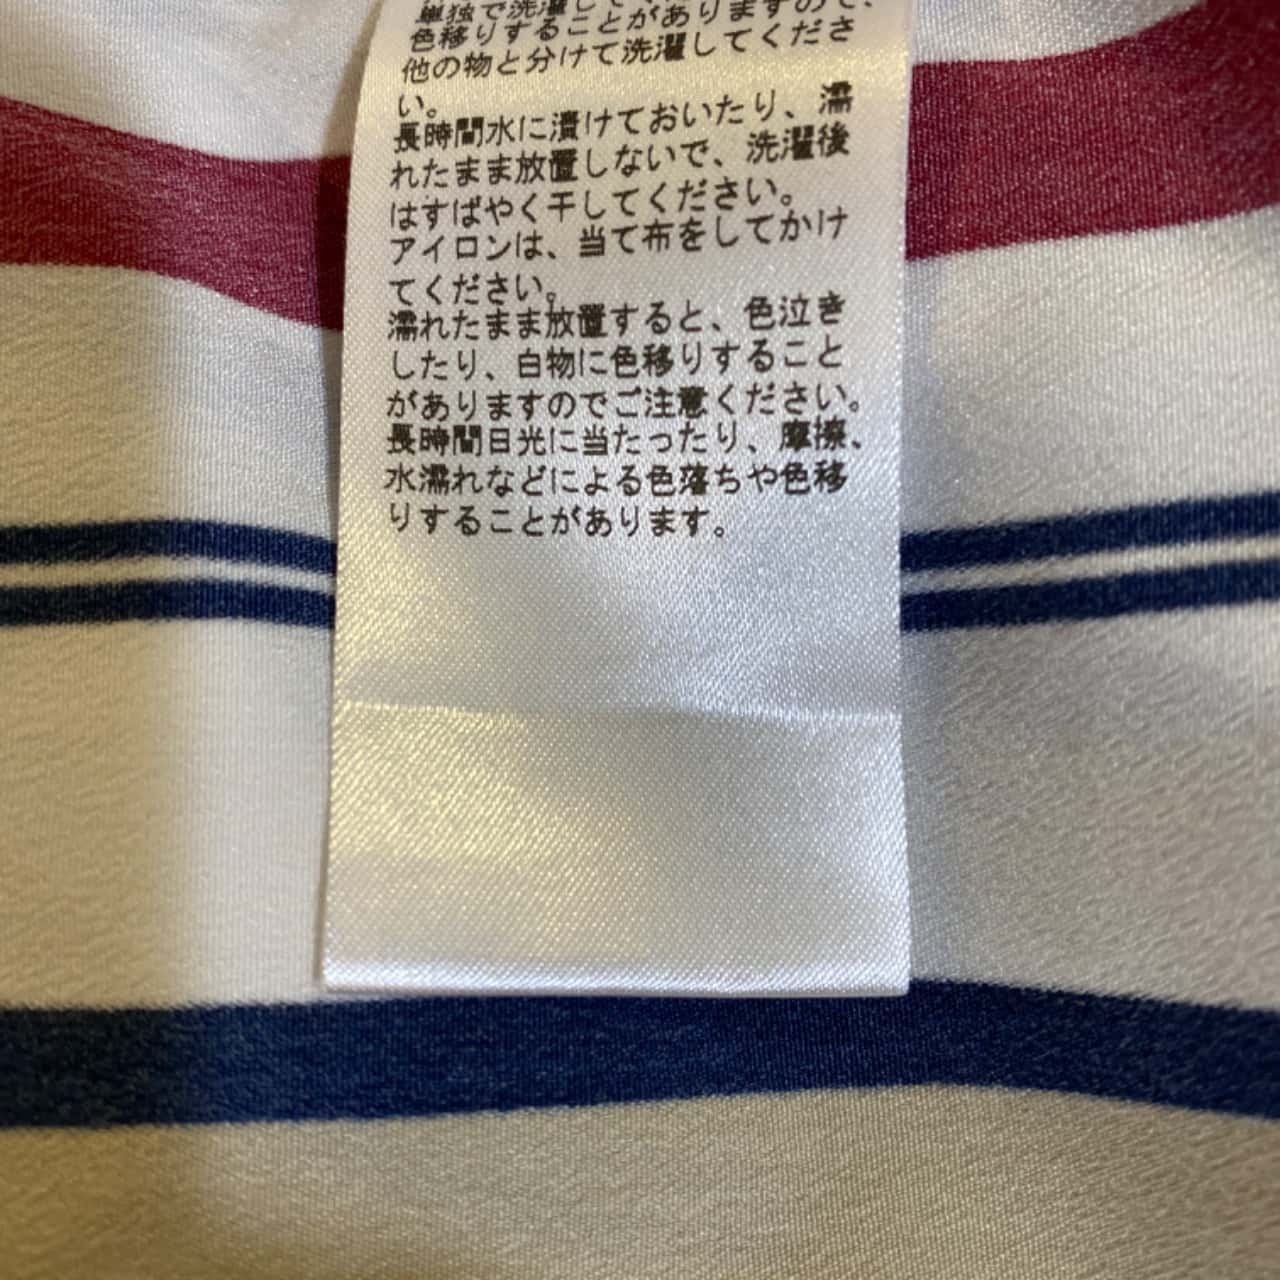 単独で洗濯して
色移りすることがありますので、
他の物と分けて洗濯してくださ
い。
長時間水に漬けておいたり、濡
れたまま放置しないで、洗濯後
はすばやく干してください。
アイロンは、当て布をしてかけ
てください。
濡れたまま放置すると、色泣き
したり、白物に色移りすること
がありますのでご注意ください。
長時間日光に当たったり、摩擦、
水濡れなどによる色落ちや色移
りすることがあります。